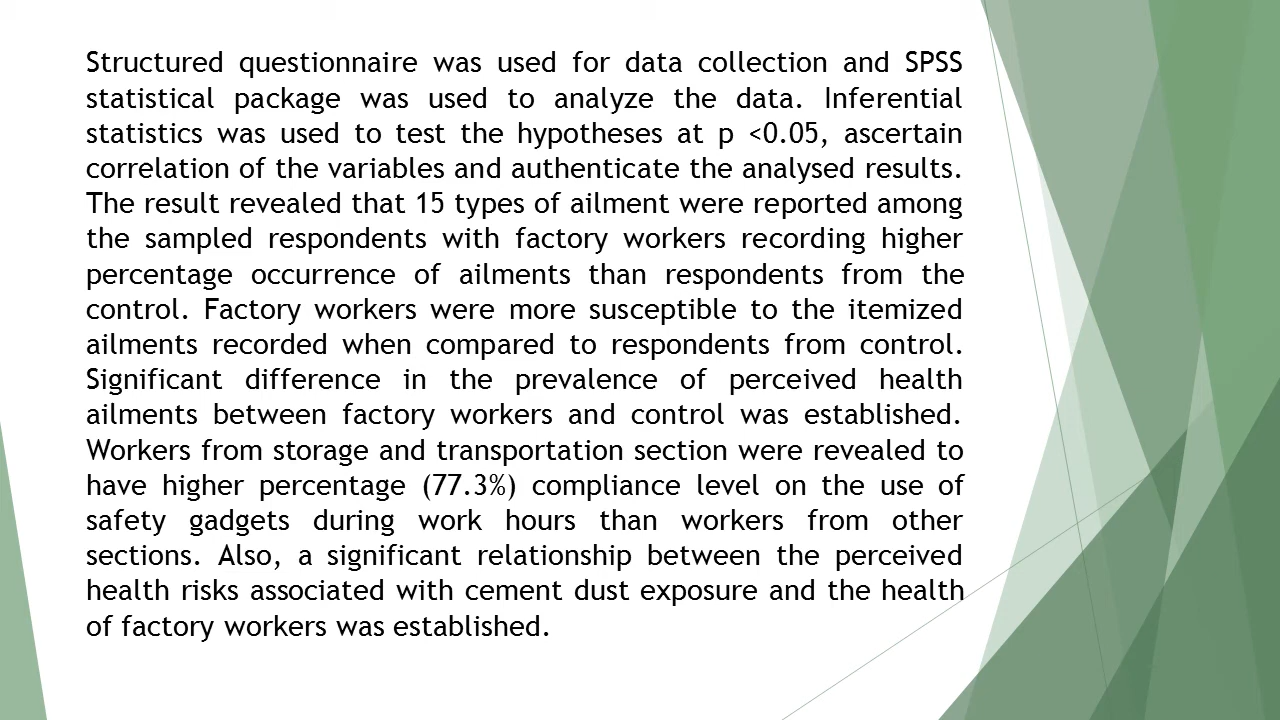 Structured questionnaire was used for data collection and SPSS
statistical package was used to analyze the data. Inferential
statistics was used to test the hypotheses at p <0.05, ascertain
correlation of the variables and authenticate the analysed results.
The result revealed that 15 types of ailment were reported among
the sampled respondents with factory workers recording higher
percentage occurrence of ailments than respondents from the
control. Factory workers were more susceptible to the itemized
ailments recorded when compared to respondents from control.
Significant difference in the prevalence of perceived health
ailments between factory workers and control was established.
Workers from storage and transportation section were revealed to
have higher percentage (77.3%) compliance level on the use of
safety gadgets during work hours than workers from other
sections. Also, a significant relationship between the perceived
health risks associated with cement dust exposure and the health
of factory workers was established.